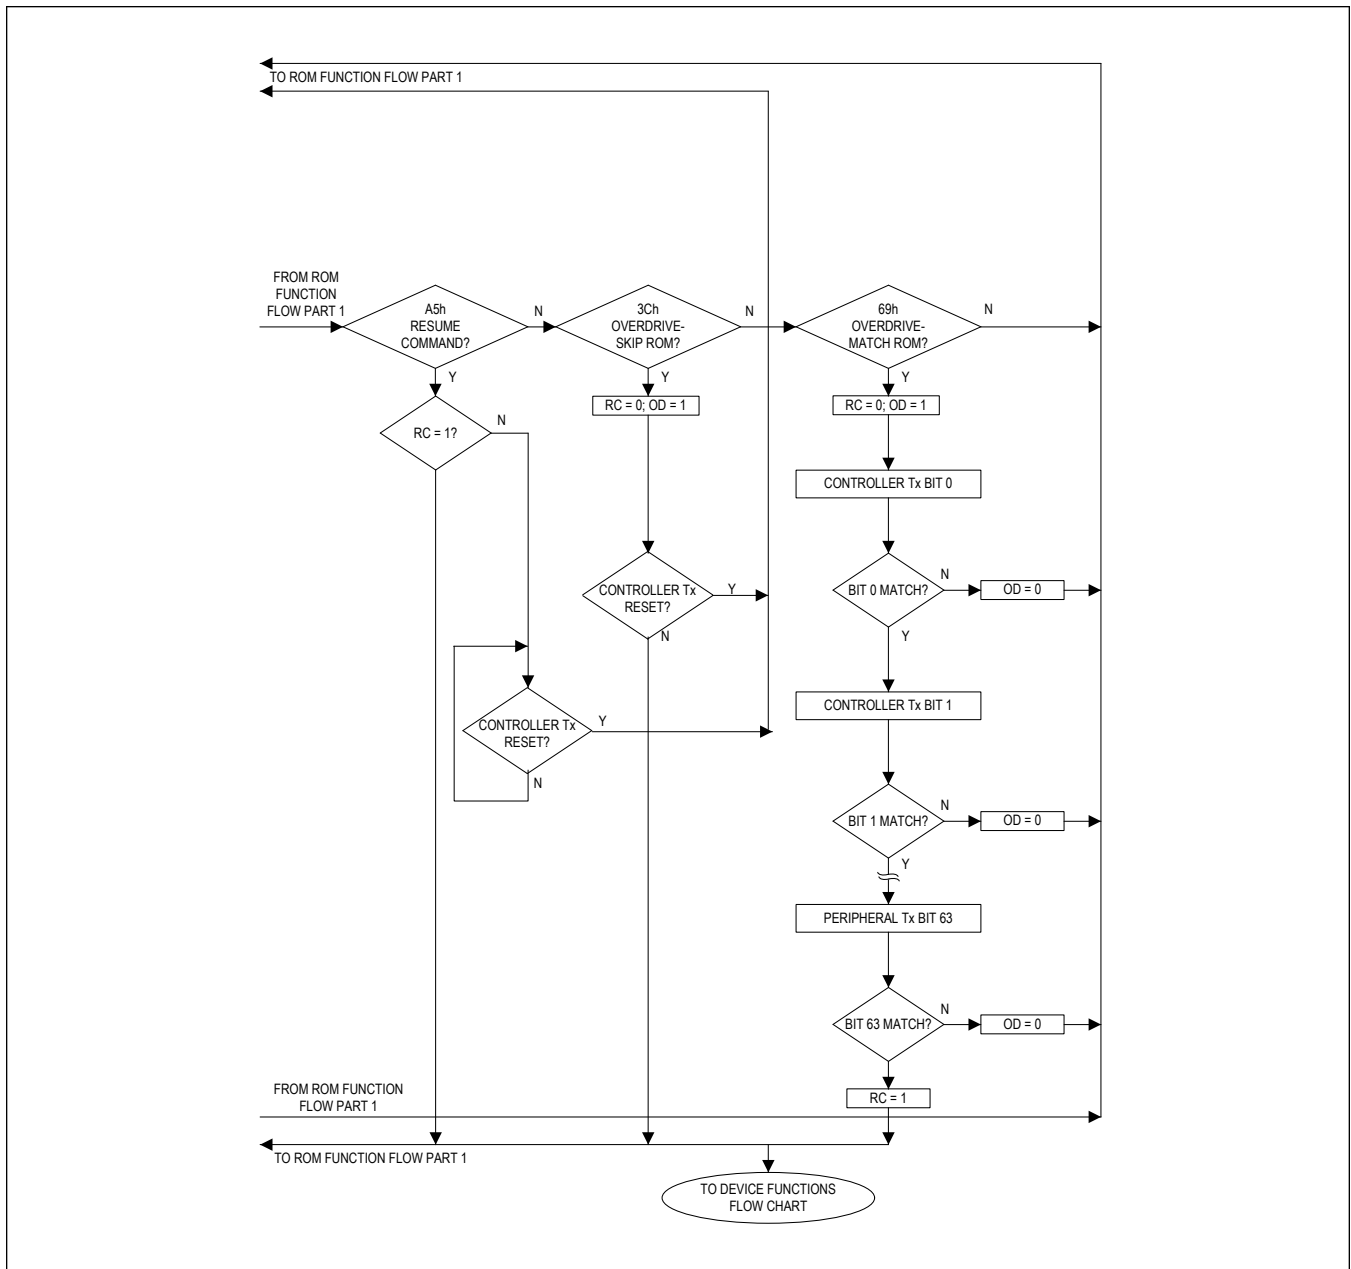 TO ROM FUNCTION FLOW PART 1
FROM ROM
FUNCTION
FLOW PART 1
A5h
RESUME
COMMAND?
N
3Ch
OVERDRIVE-
SKIP ROM?
N
69h
OVERDRIVE-
MATCH ROM?
N
Y
Y
Y
RC = 1?
N
RC = 0; OD = 1
RC = 0; OD = 1
CONTROLLER Tx BIT 0
CONTROLLER Tx
RESET?
Y
N
BIT 0 MATCH?
N
OD = 0
Y
CONTROLLER Tx BIT 1
CONTROLLER Tx
RESET?
Y
N
BIT 1 MATCH?
N
OD = 0
Y
PERIPHERAL Tx BIT 63
BIT 63 MATCH?
N
OD = 0
RC = 1
FROM ROM FUNCTION
FLOW PART 1
TO ROM FUNCTION FLOW PART 1
TO DEVICE FUNCTIONS
FLOW CHART